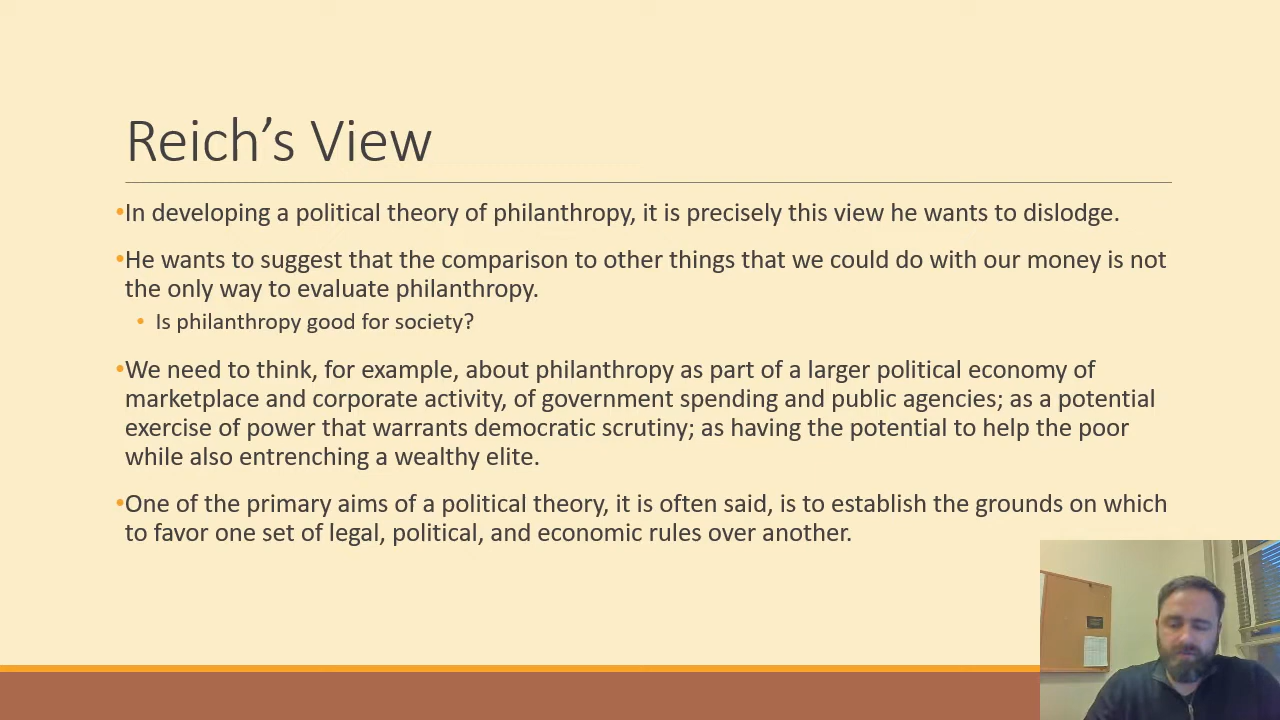 Reich’s View
•In developing a political theory of philanthropy, it is precisely this view he wants to dislodge.
•He wants to suggest that the comparison to other things that we could do with our money is not
the only way to evaluate philanthropy.
• Is philanthropy good for society?
•We need to think, for example, about philanthropy as part of a larger political economy of
marketplace and corporate activity, of government spending and public agencies; as a potential
exercise of power that warrants democratic scrutiny; as having the potential to help the poor
while also entrenching a wealthy elite.
•One of the primary aims of a political theory, it is often said, is to establish the grounds on which
to favor one set of legal, political, and economic rules over another.